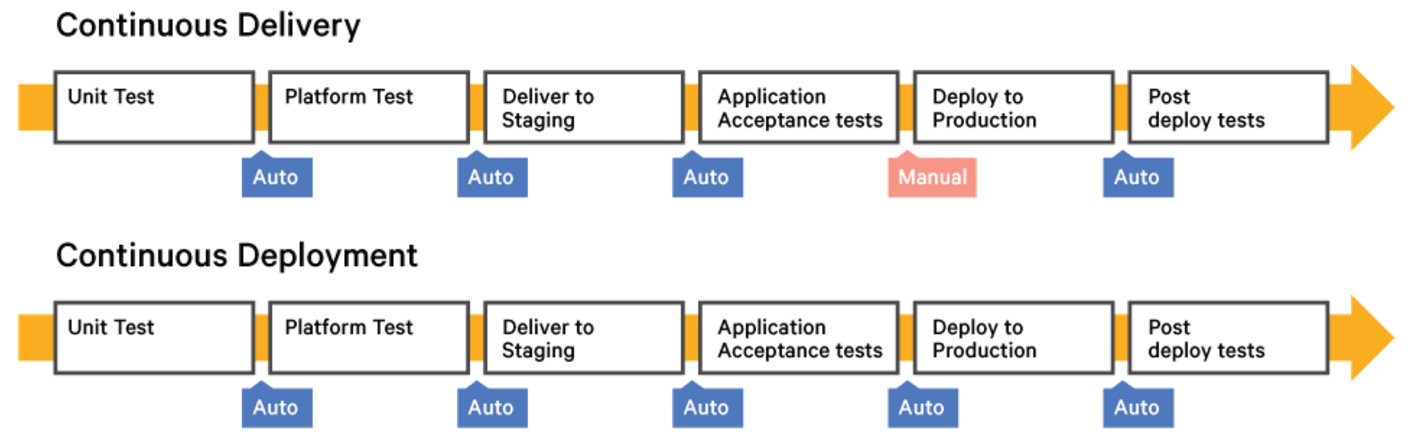 Continuous Delivery
Unit Test
Platform Test
Deliver to
Staging
Application
Acceptance tests
Deploy to
Production
Post
deploy tests
Auto
Auto
Auto
Manual
Auto
Continuous Deployment
Unit Test
Platform Test
Deliver to
Staging
Application
Acceptance tests
Deploy to
Production
Post
deploy tests
Auto
Auto
Auto
Auto
Auto